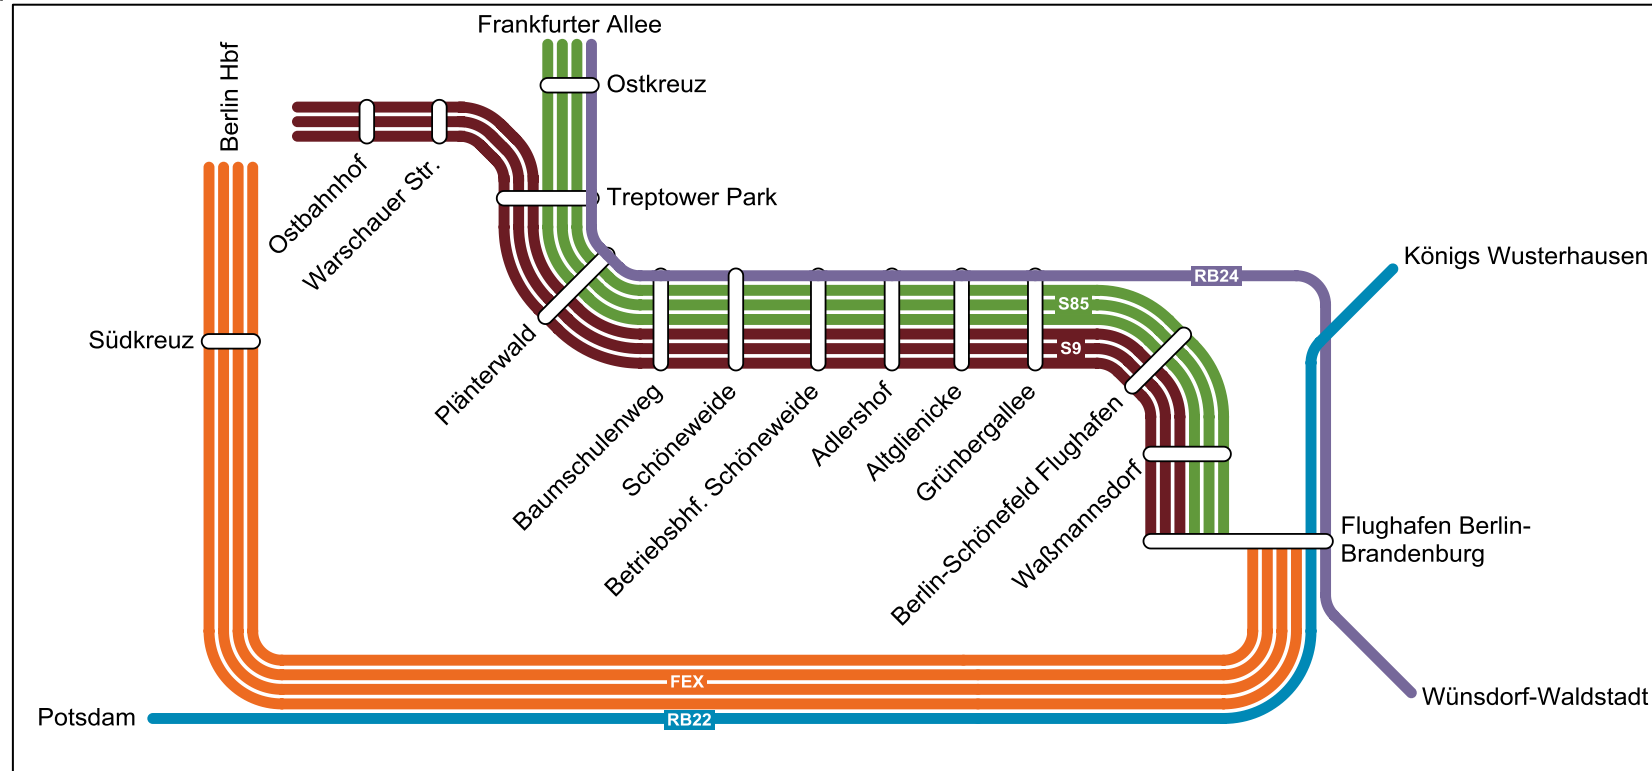 Frankfurter Allee
Berlin Hbf
Ostkreuz
Ostbahnhof
Warschauer Str.
Treptower Park
Königs Wusterhausen
RB24
S85
Südkreuz
S9
Plänterwald
Baumschulenweg
Schöneweide
Betriebsbhf. Schöneweide
Adlershof
Altglienicke
Grünbergallee
Berlin-Schönefeld Flughafen
Waßmannsdorf
Flughafen Berlin-
Brandenburg
FEX
Wünsdorf-Waldstadt
Potsdam
RB22